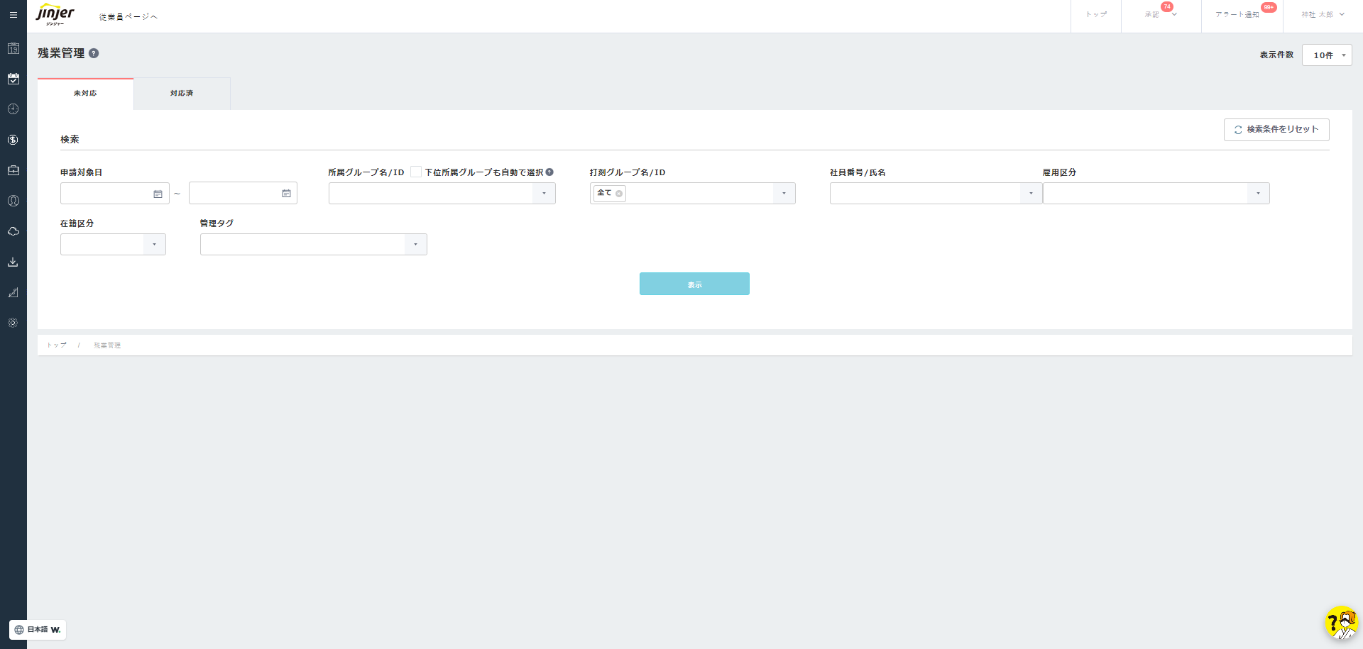 jinjer
ジンジャー
従業員ページへ
トップ
承認
74
アラート通知
99+
神社 太郎
残業管理
表示件数
10件
未対応
対応済
検索
検索条件をリセット
申請対象日
~
所属グループ名/ID
下位所属グループも自動で選択
打刻グループ名/ID
全て
社員番号/氏名
雇用区分
在籍区分
管理タグ
表示
トップ / 残業管理
日本語 W.